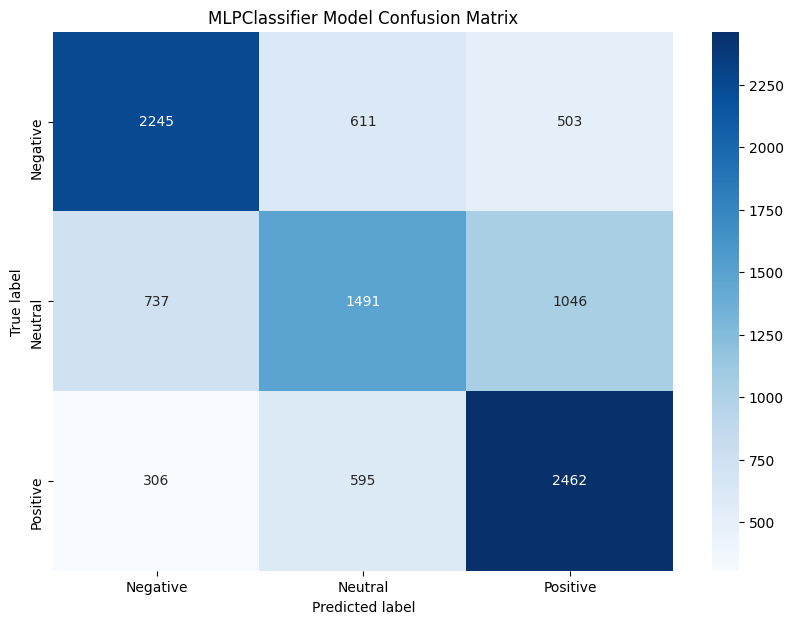 MLPClassifier Model Confusion Matrix
True label
Negative
2245 611 503
Neutral
737 1491 1046
Positive
306 595 2462
Negative Neutral Positive
Predicted label
2250
2000
1750
1500
1250
1000
750
500